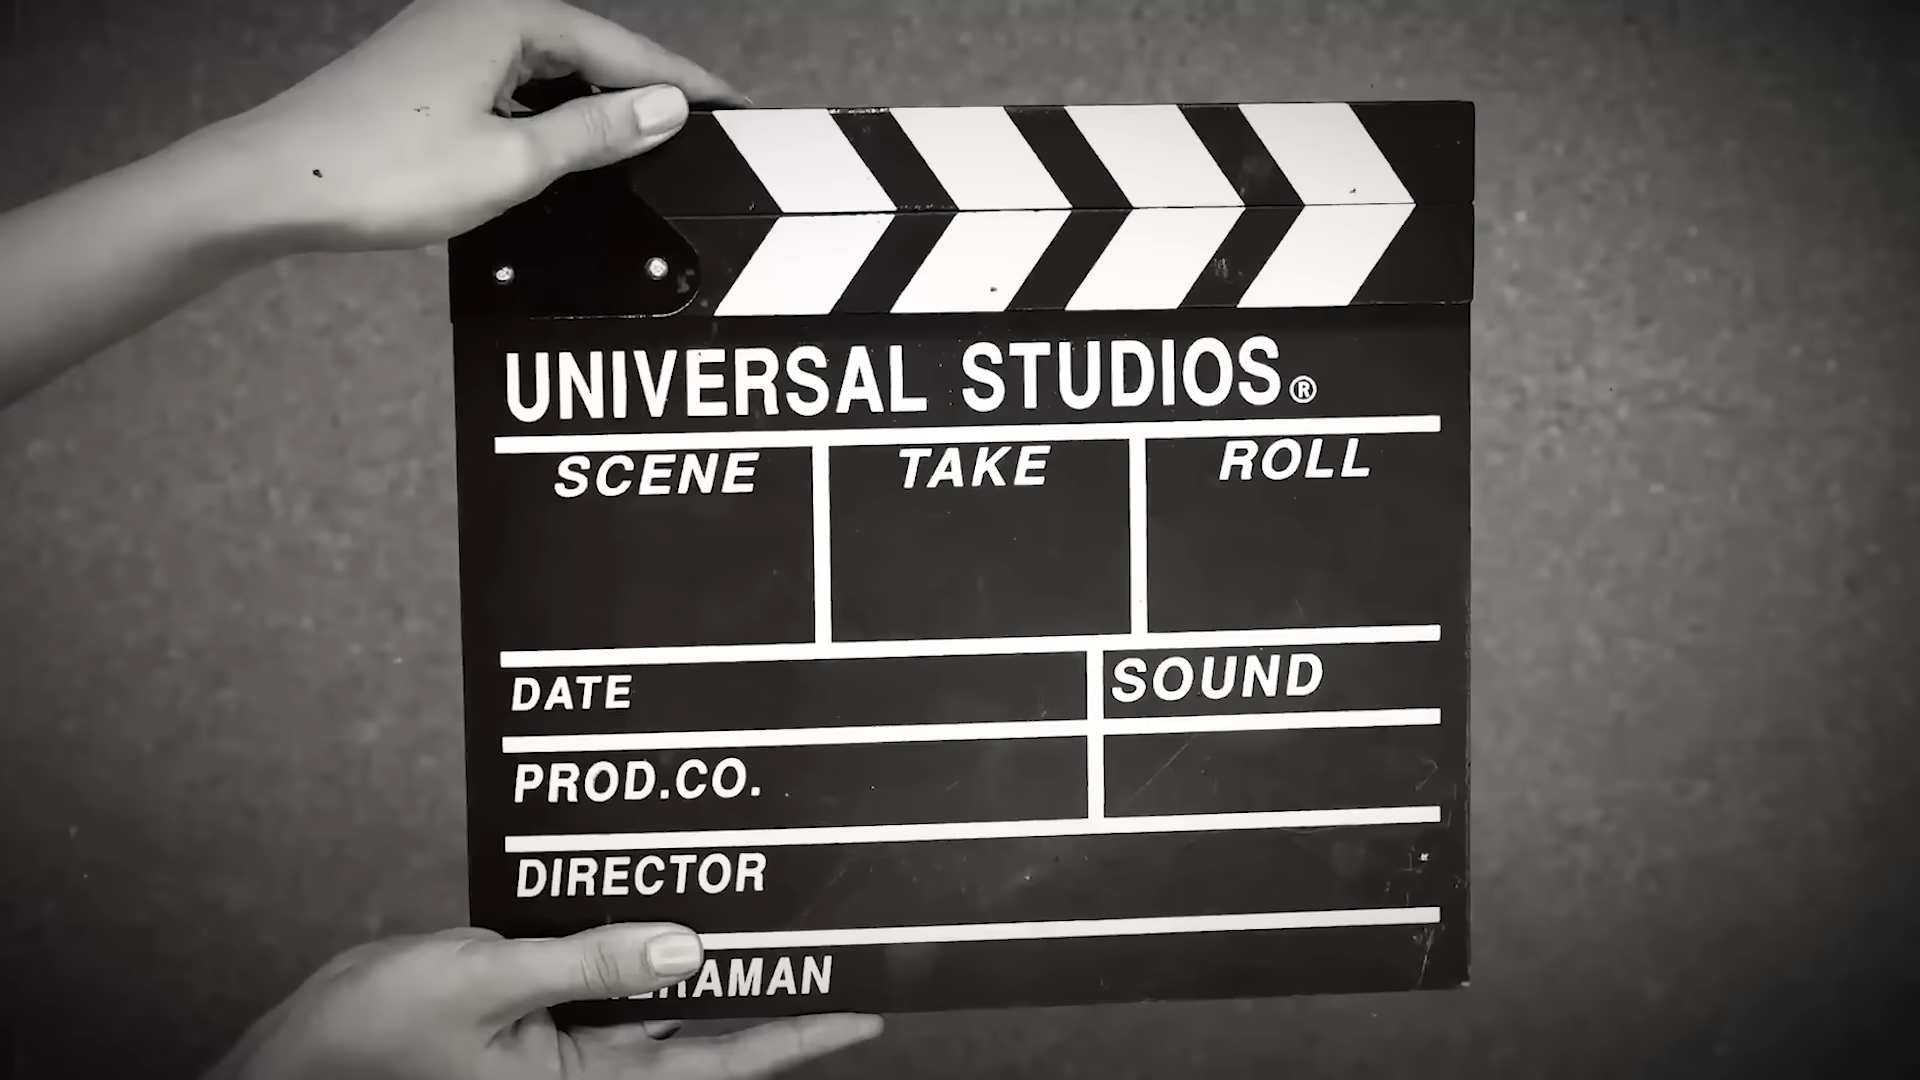 UNIVERSAL STUDIOS®
SCENE TAKE ROLL
DATE SOUND
PROD.CO.
DIRECTOR